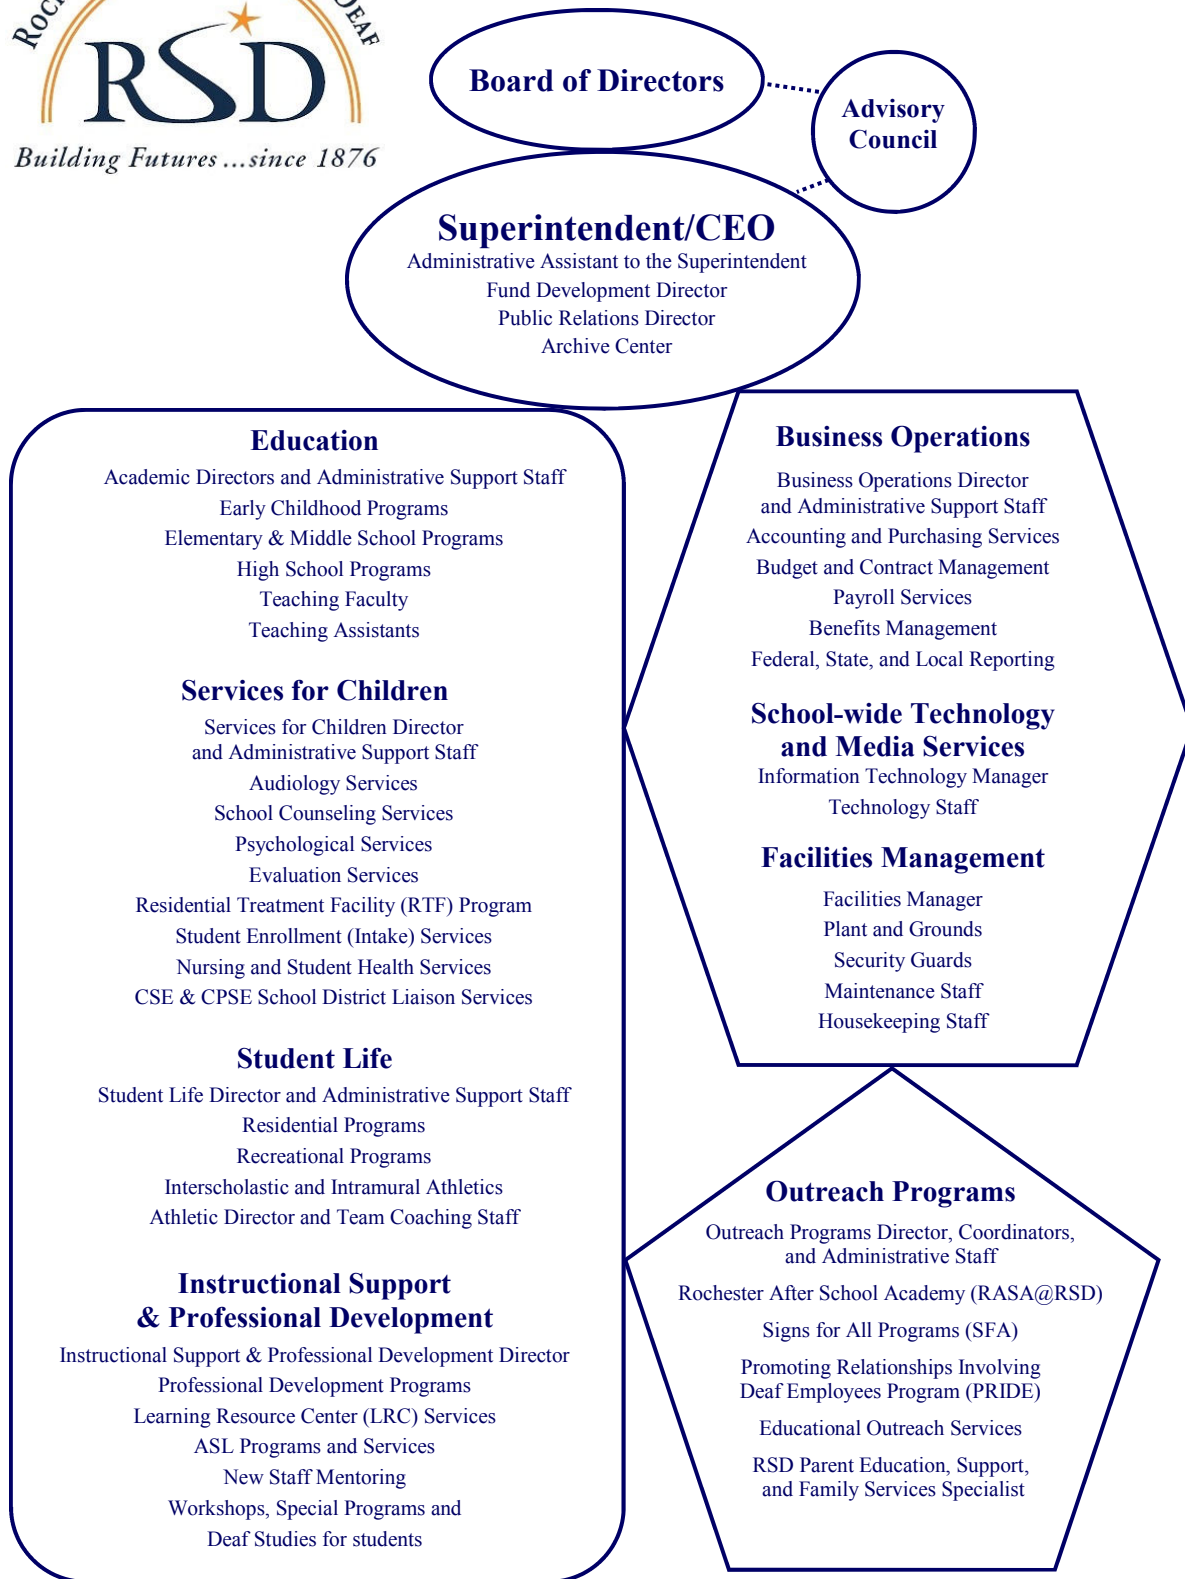 DEAF
RSD
Building Futures ...since 1876
Board of Directors
Advisory
Council
Superintendent/CEO
Administrative Assistant to the Superintendent
Fund Development Director
Public Relations Director
Archive Center
Education
Academic Directors and Administrative Support Staff
Early Childhood Programs
Elementary & Middle School Programs
High School Programs
Teaching Faculty
Teaching Assistants
Services for Children
Services for Children Director
and Administrative Support Staff
Audiology Services
School Counseling Services
Psychological Services
Evaluation Services
Residential Treatment Facility (RTF) Program
Student Enrollment (Intake) Services
Nursing and Student Health Services
CSE & CPSE School District Liaison Services
Student Life
Student Life Director and Administrative Support Staff
Residential Programs
Recreational Programs
Interscholastic and Intramural Athletics
Athletic Director and Team Coaching Staff
Instructional Support
& Professional Development
Instructional Support & Professional Development Director
Professional Development Programs
Learning Resource Center (LRC) Services
ASL Programs and Services
New Staff Mentoring
Workshops, Special Programs and
Deaf Studies for students
Business Operations
Business Operations Director
and Administrative Support Staff
Accounting and Purchasing Services
Budget and Contract Management
Payroll Services
Benefits Management
Federal, State, and Local Reporting
School-wide Technology
and Media Services
Information Technology Manager
Technology Staff
Facilities Management
Facilities Manager
Plant and Grounds
Security Guards
Maintenance Staff
Housekeeping Staff
Outreach Programs
Outreach Programs Director, Coordinators,
and Administrative Staff
Rochester After School Academy (RASA@RSD)
Signs for All Programs (SFA)
Promoting Relationships Involving
Deaf Employees Program (PRIDE)
Educational Outreach Services
RSD Parent Education, Support,
and Family Services Specialist